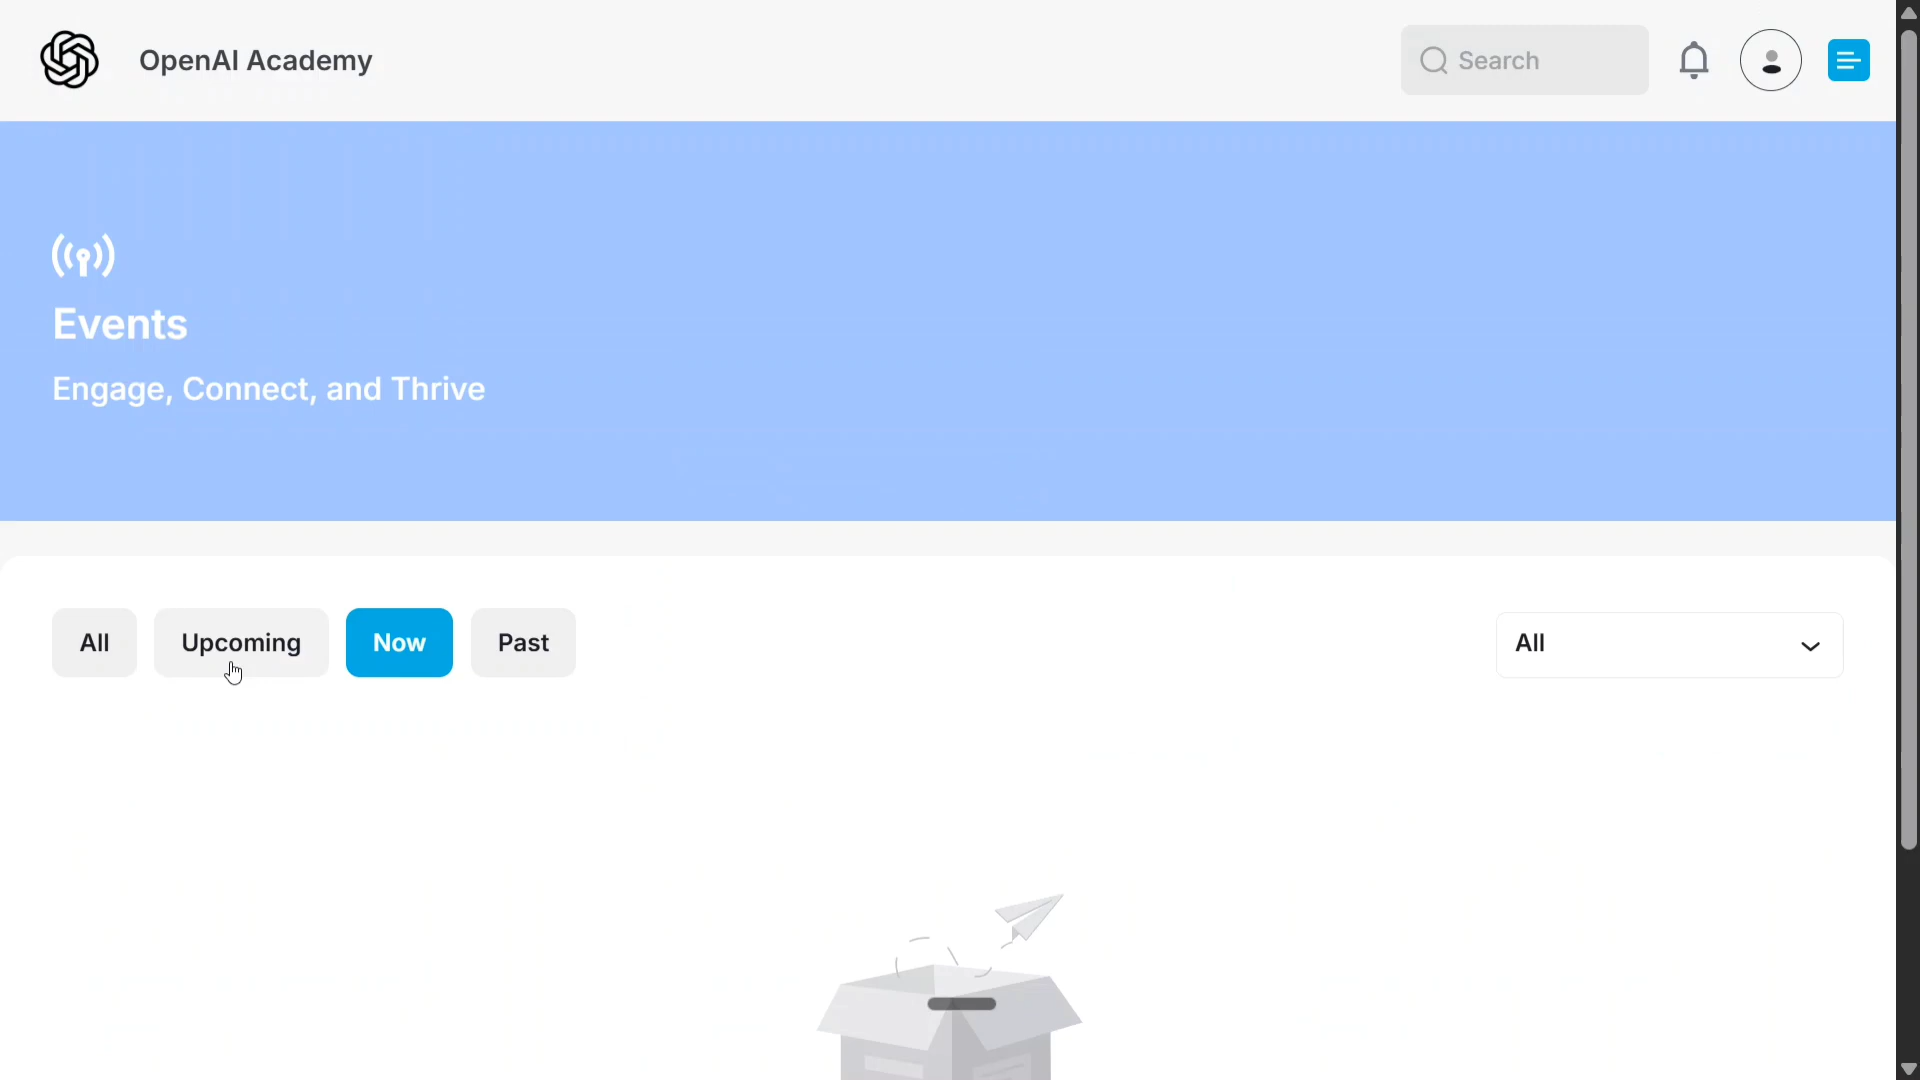 OpenAI Academy
Search
Events
Engage, Connect, and Thrive
All
Upcoming
Now
Past
All